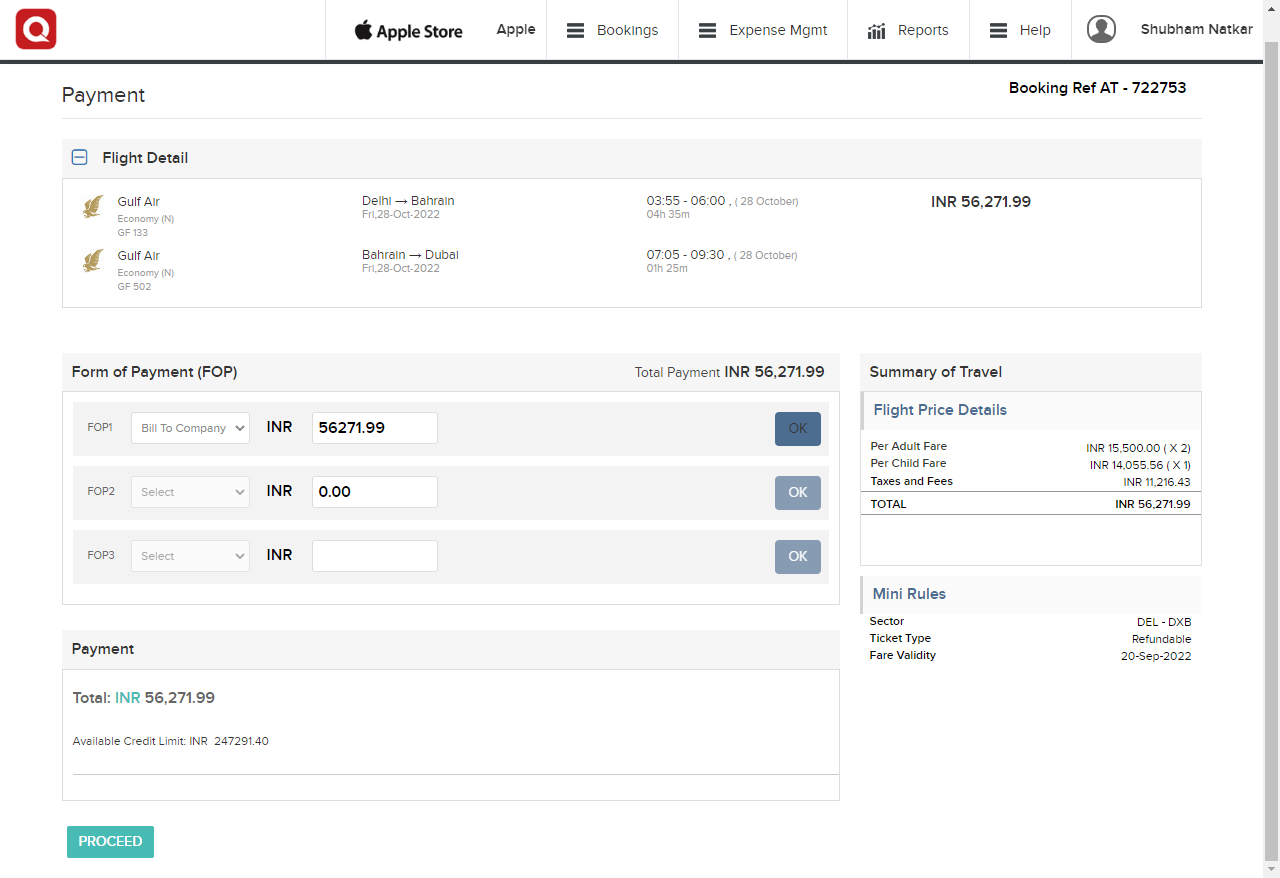 Q
Apple Store
Apple
Bookings
Expense Mgmt
Reports
Help
Shubham Natkar
Payment
Booking Ref AT - 722753
Flight Detail
Gulf Air
Delhi → Bahrain
03:55 - 06:00 , ( 28 October)
INR 56,271.99
Economy (N)
Fri,28-Oct-2022
04h 35m
GF 133
Gulf Air
Bahrain → Dubai
07:05 - 09:30 , ( 28 October)
Economy (N)
Fri,28-Oct-2022
01h 25m
GF 502
Form of Payment (FOP)
Total Payment INR 56,271.99
FOP1
Bill To Company
INR
56271.99
OK
FOP2
Select
INR
0.00
OK
FOP3
Select
INR
OK
Summary of Travel
Flight Price Details
Per Adult Fare
INR 15,500.00 ( X 2)
Per Child Fare
INR 14,055.56 ( X 1)
Taxes and Fees
INR 11,216.43
TOTAL
INR 56,271.99
Mini Rules
Sector
DEL - DXB
Ticket Type
Refundable
Fare Validity
20-Sep-2022
Payment
Total: INR 56,271.99
Available Credit Limit: INR 247291.40
PROCEED